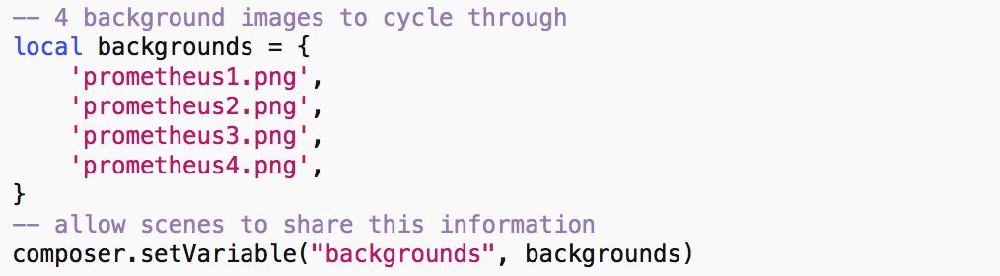 -- 4 background images to cycle through
local backgrounds = {
    'prometheus1.png',
    'prometheus2.png',
    'prometheus3.png',
    'prometheus4.png',
}
-- allow scenes to share this information
composer.setVariable("backgrounds", backgrounds)